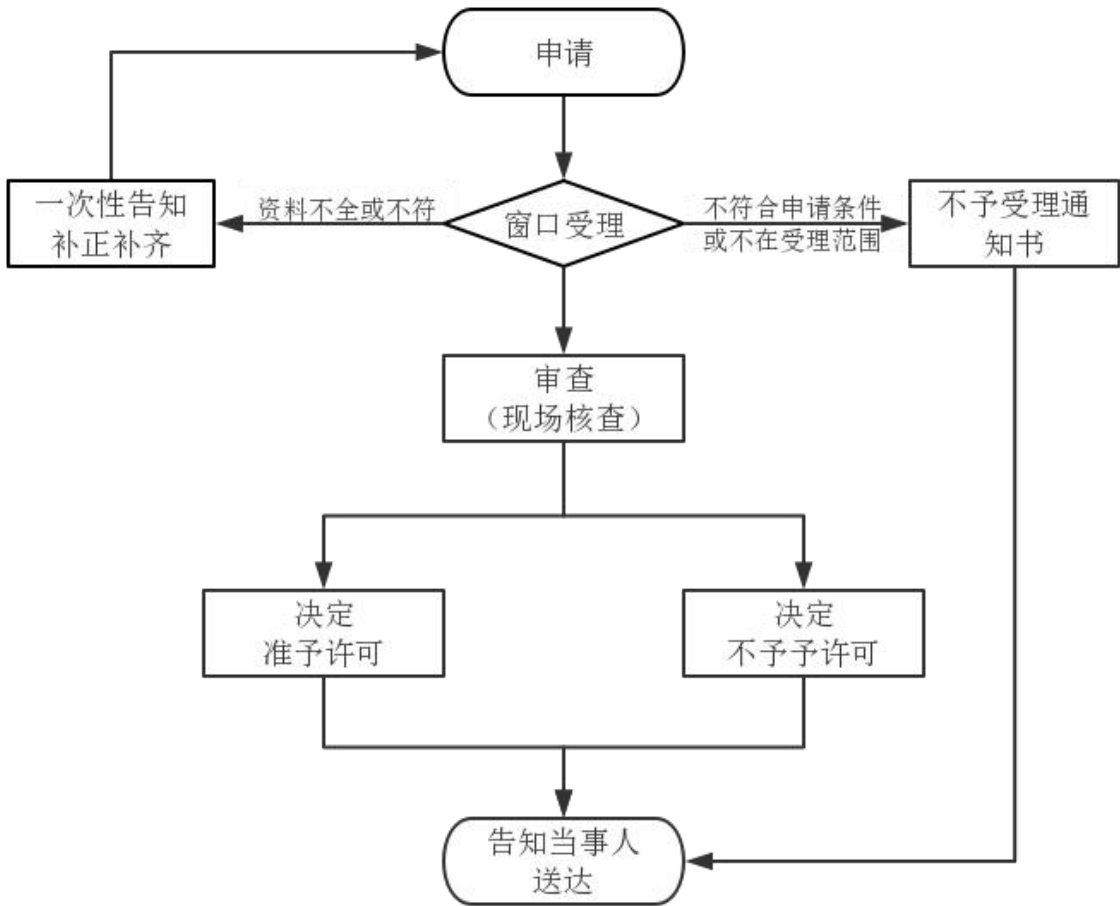 申请
一次性告知
补正补齐
资料不全或不符
窗口受理
不符合申请条件
或不在受理范围
不予受理通
知书
审查
（现场核查）
决定
准予许可
决定
不予予许可
告知当事人
送达